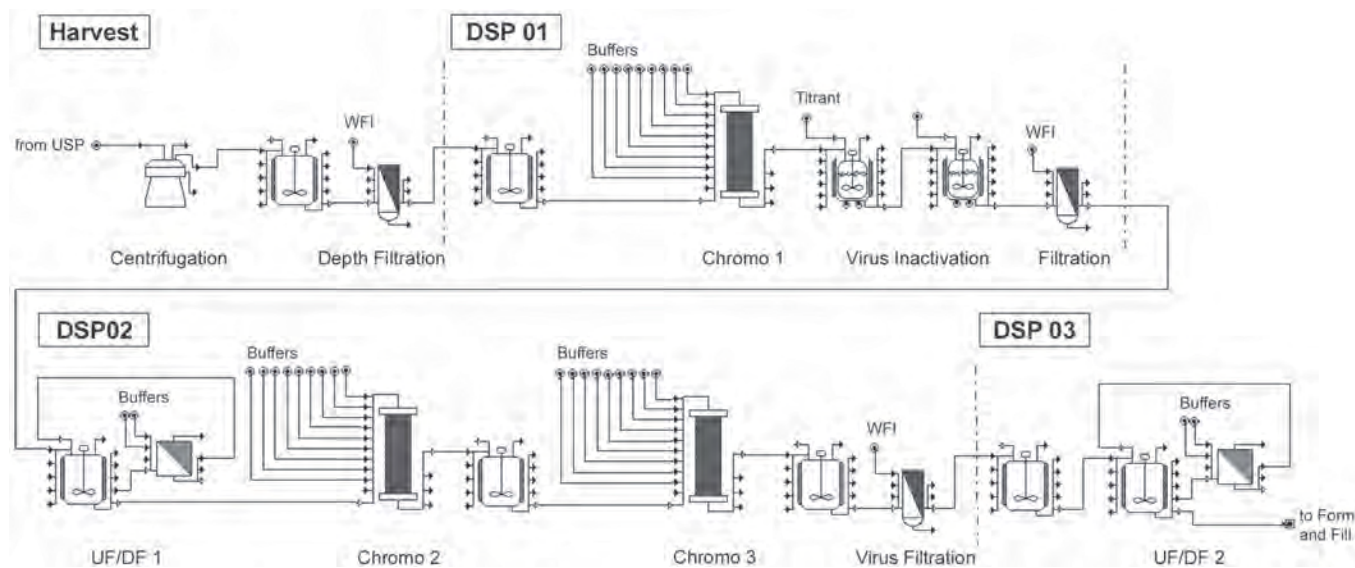 Harvest
DSP 01
Buffers
Titrant
WFI
WFI
from USP
Centrifugation
Depth Filtration
Chromo 1
Virus Inactivation
Filtration
DSP02
DSP 03
Buffers
Buffers
Buffers
Buffers
WFI
to Form
and Fill
UF/DF 1
Chromo 2
Chromo 3
Virus Filtration
UF/DF 2